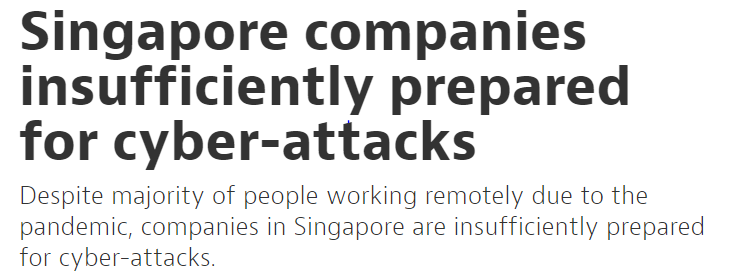 Singapore companies
insufficiently prepared
for cyber-attacks
Despite majority of people working remotely due to the
pandemic, companies in Singapore are insufficiently prepared
for cyber-attacks.